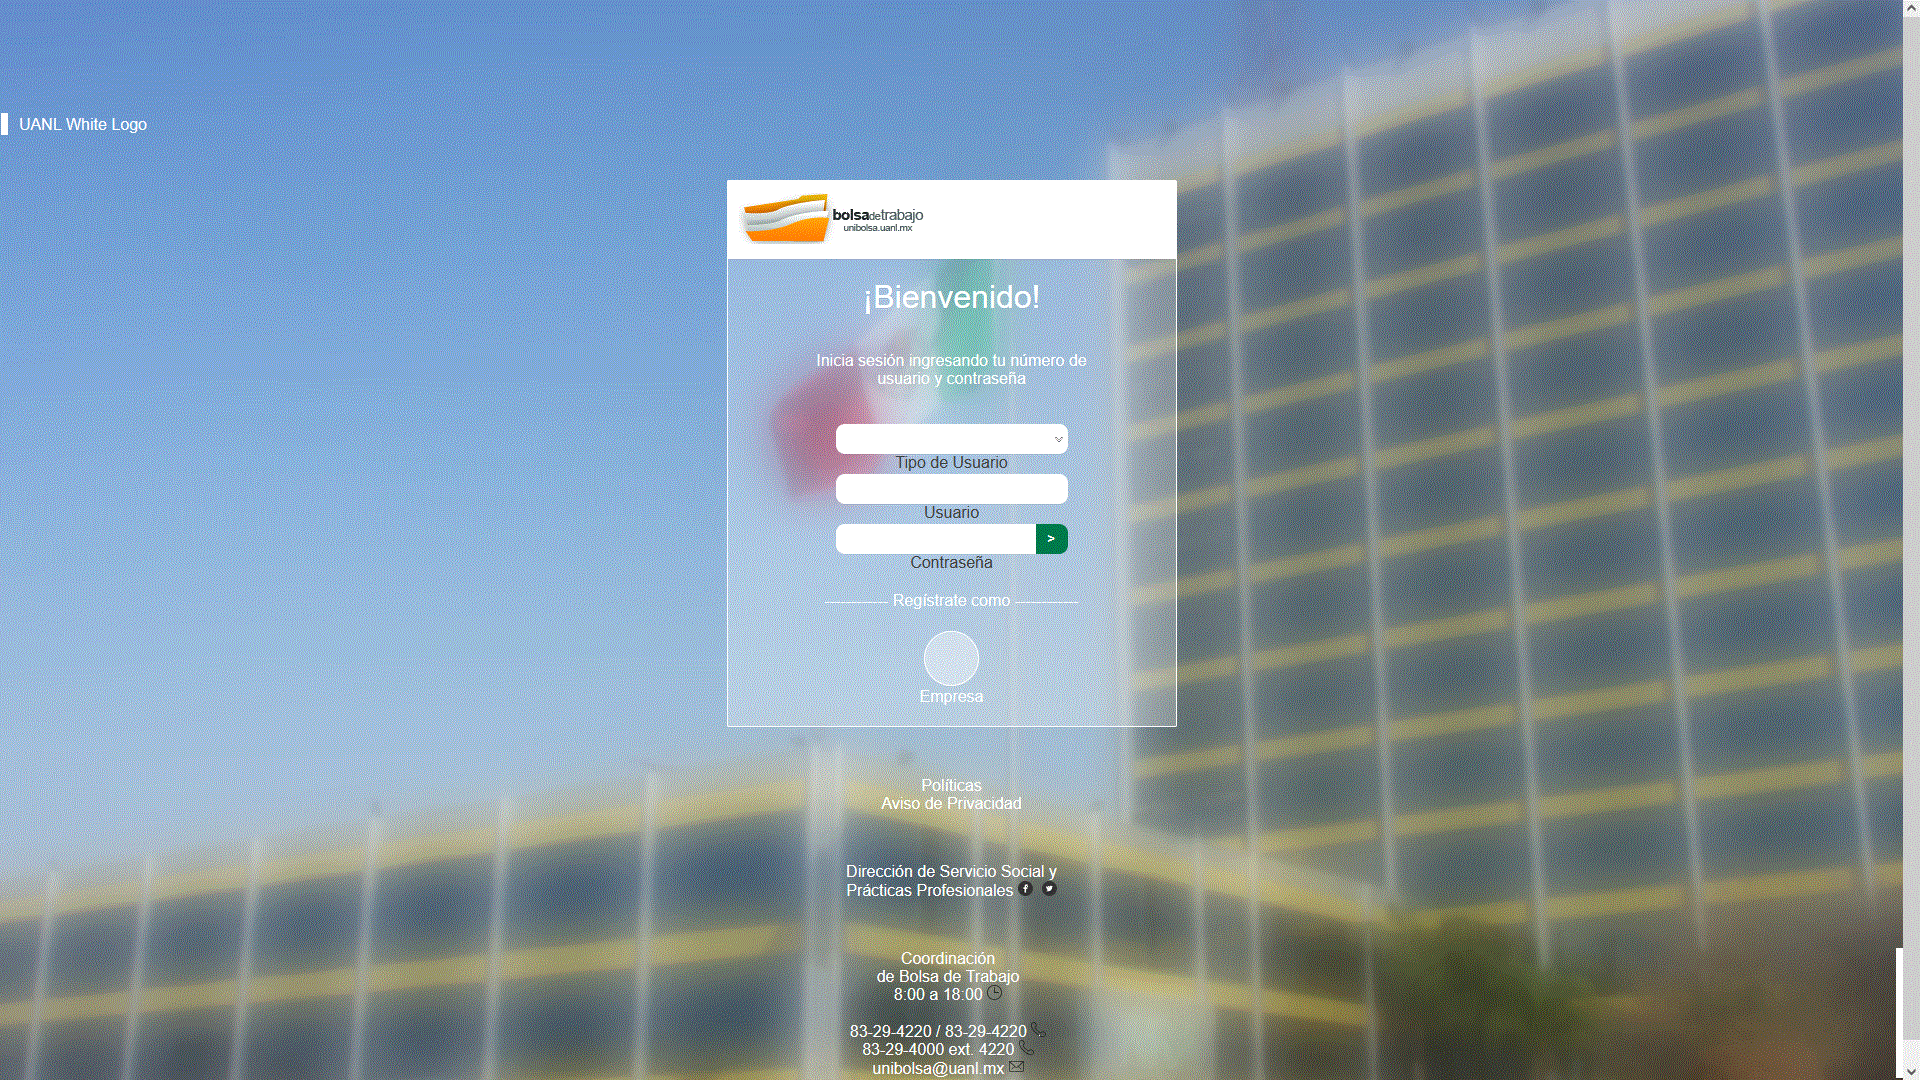 UANL White Logo
bolsadetrabajo
unibolsa.uanl.mx
¡Bienvenido!
Inicia sesión ingresando tu número de
usuario y contraseña
Tipo de Usuario
Usuario
>
Contraseña
Regístrate como
Empresa
Políticas
Aviso de Privacidad
Dirección de Servicio Social y
Prácticas Profesionales
Coordinación
de Bolsa de Trabajo
8:00 a 18:00
83-29-4220 / 83-29-4220
83-29-4000 ext. 4220
unibolsa@uanl.mx